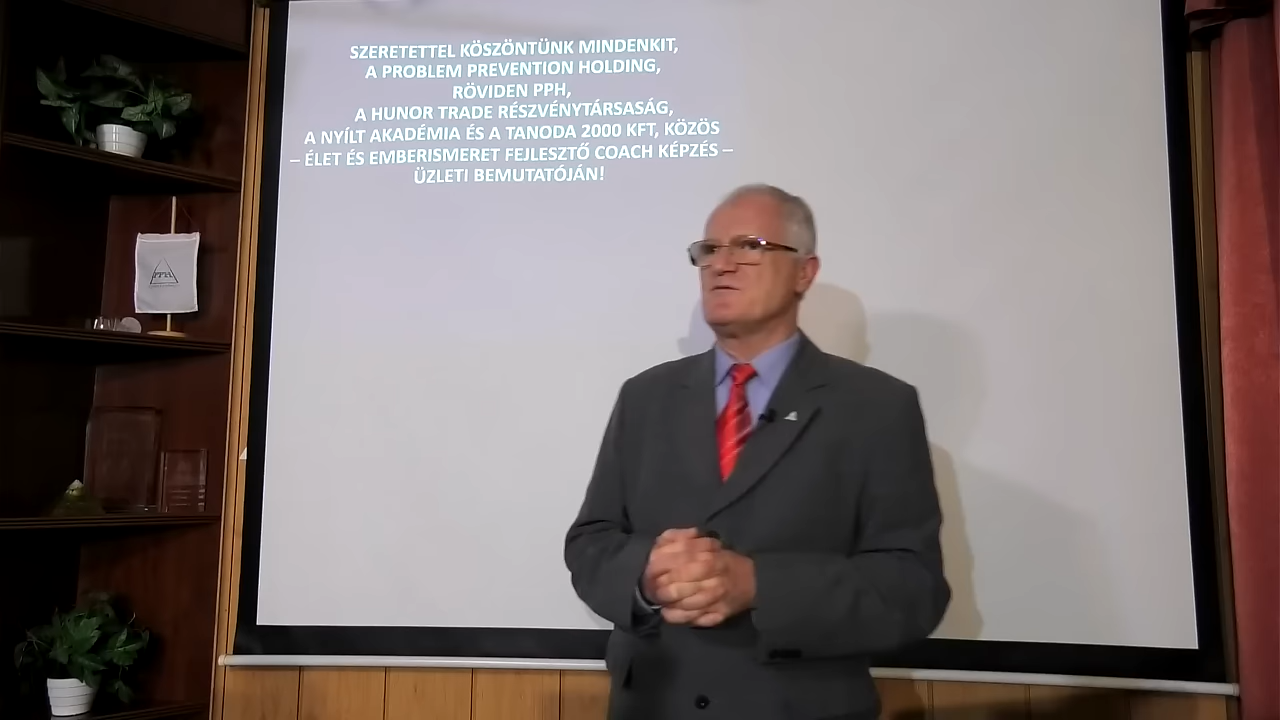 SZERETETTEL KÖSZÖNTÜNK MINDENKIT,
A PROBLEM PREVENTION HOLDING,
RÖVIDEN PPH,
A HUNOR TRADE RÉSZVÉNYTÁRSASÁG,
A NYÍLT AKADÉMIA ÉS A TANODA 2000 KFT, KÖZÖS
– ÉLET ÉS EMBERISMERET FEJLESZTŐ COACH KÉPZÉS –
ÜZLETI BEMUTATÓJÁN!